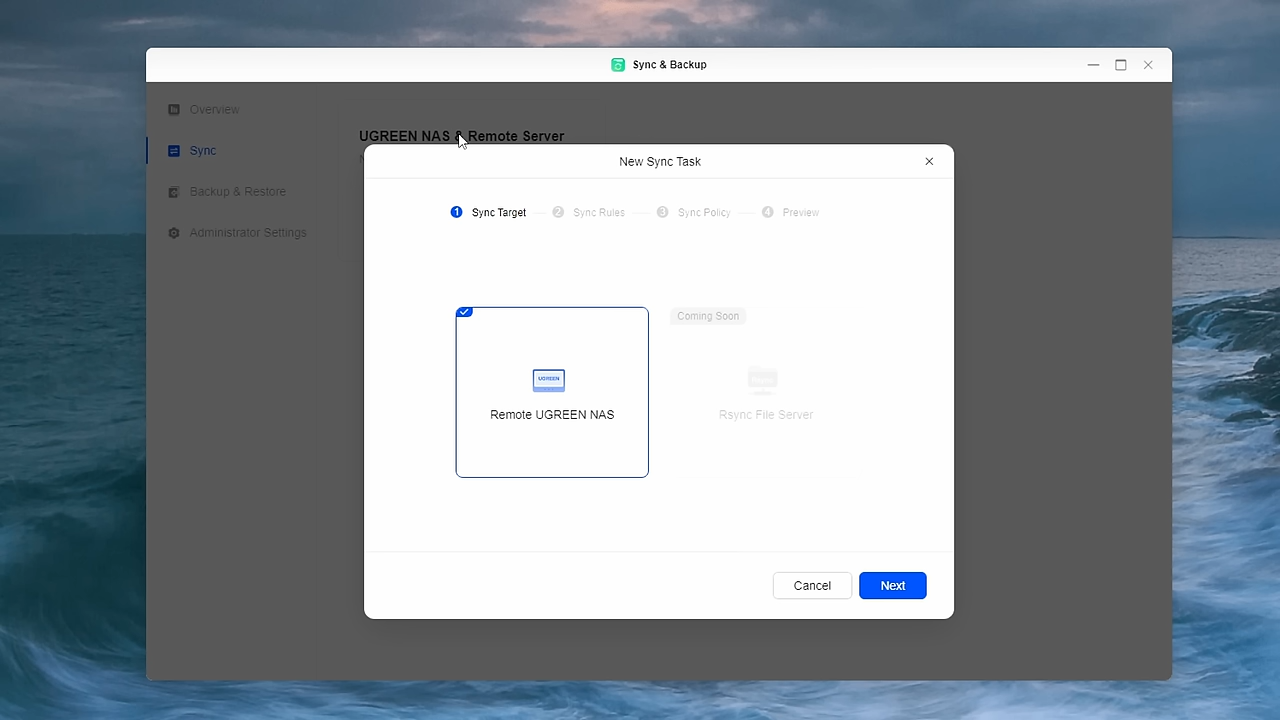 Sync & Backup
Overview
Sync
Backup & Restore
Administrator Settings
UGREEN NAS & Remote Server
New Sync Task
1 Sync Target 2 Sync Rules 3 Sync Policy 4 Preview
Coming Soon
UGREEN
Remote UGREEN NAS
Rsync File Server
Cancel
Next